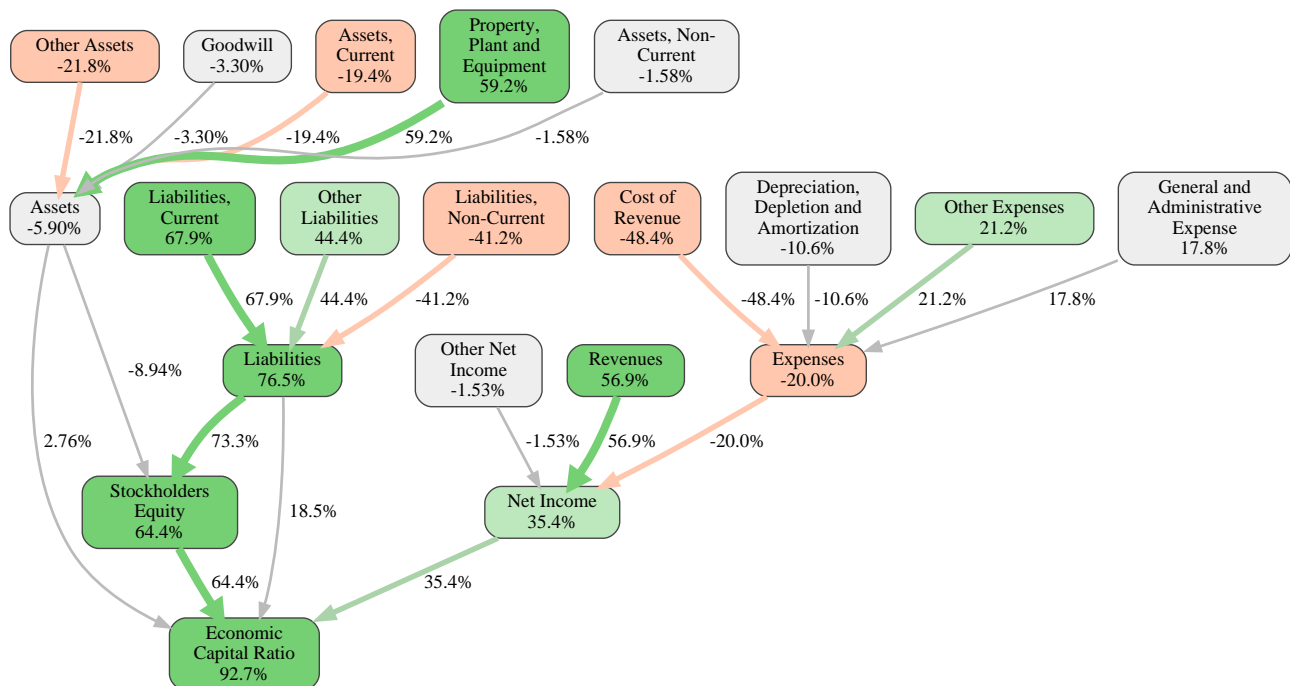 Other Assets
-21.8%
Goodwill
-3.30%
Assets,
Current
-19.4%
Property,
Plant and
Equipment
59.2%
Assets, Non-
Current
-1.58%
-21.8%
-3.30%
-19.4%
59.2%
-1.58%
Assets
-5.90%
Liabilities,
Current
67.9%
Other
Liabilities
44.4%
Liabilities,
Non-Current
-41.2%
Cost of
Revenue
-48.4%
Depreciation,
Depletion and
Amortization
-10.6%
Other Expenses
21.2%
General and
Administrative
Expense
17.8%
67.9%
44.4%
-41.2%
-48.4%
-10.6%
21.2%
17.8%
Liabilities
76.5%
Other Net
Income
-1.53%
Revenues
56.9%
Expenses
-20.0%
-8.94%
2.76%
73.3%
18.5%
-1.53%
56.9%
-20.0%
Stockholders
Equity
64.4%
Net Income
35.4%
64.4%
35.4%
Economic
Capital Ratio
92.7%